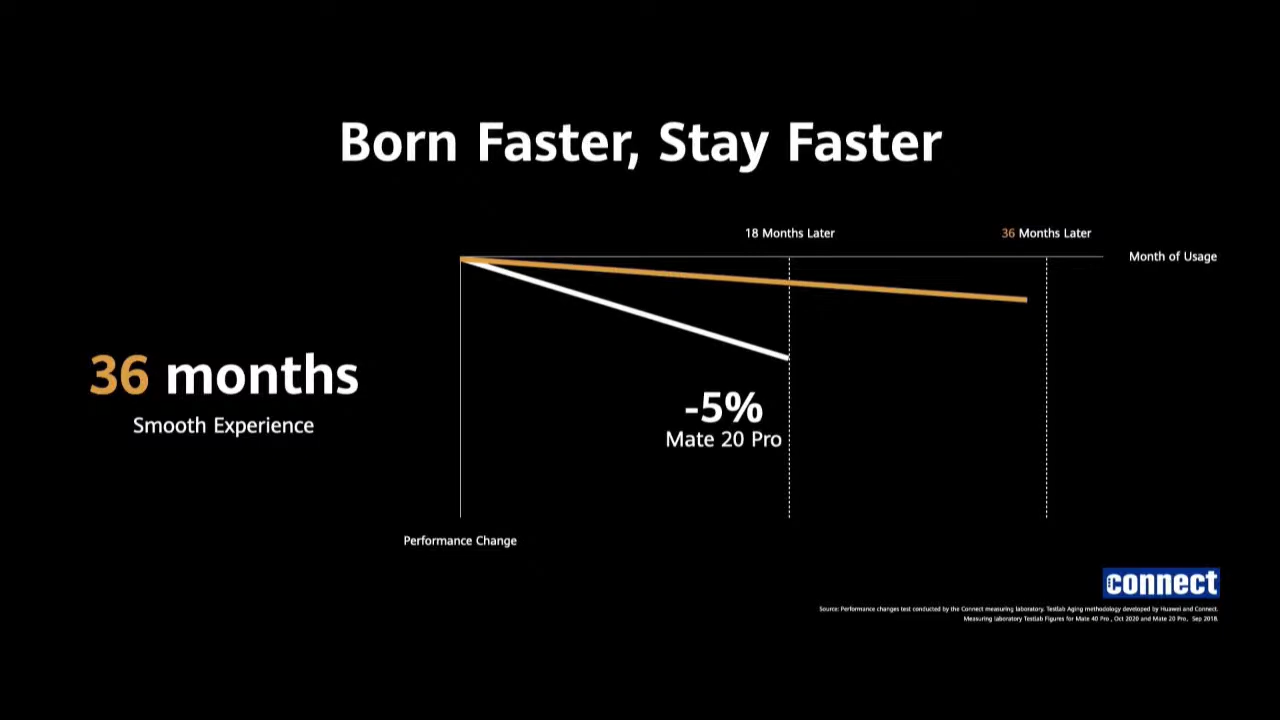 Born Faster, Stay Faster
18 Months Later
36 Months Later
Month of Usage
36 months
Smooth Experience
-5%
Mate 20 Pro
Performance Change
connect
Source: Performance changes test conducted by the Connect measuring laboratory. Testlab Aging methodology developed by Huawei and Connect.
Measuring laboratory Testlab Figures for Mate 40 Pro , Oct 2020 and Mate 20 Pro, Sep 2018.